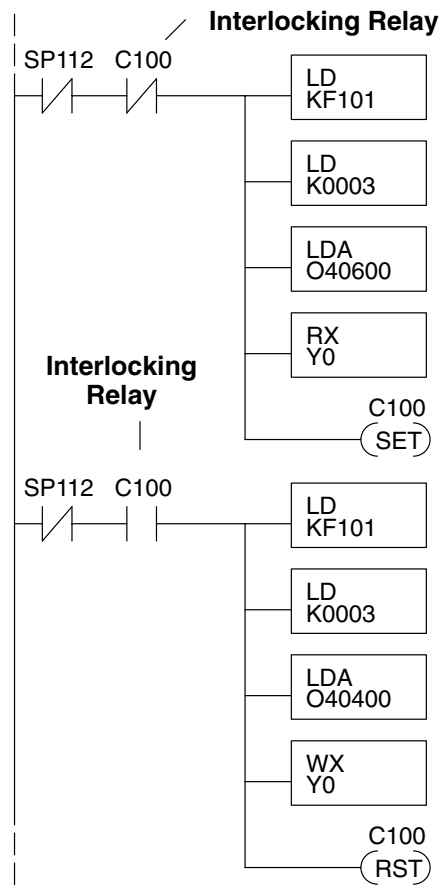 Interlocking Relay
SP112 C100
LD
KF101
LD
K0003
LDA
O40600
RX
Y0
Interlocking
Relay
C100
SET
SP112 C100
LD
KF101
LD
K0003
LDA
O40400
WX
Y0
C100
RST